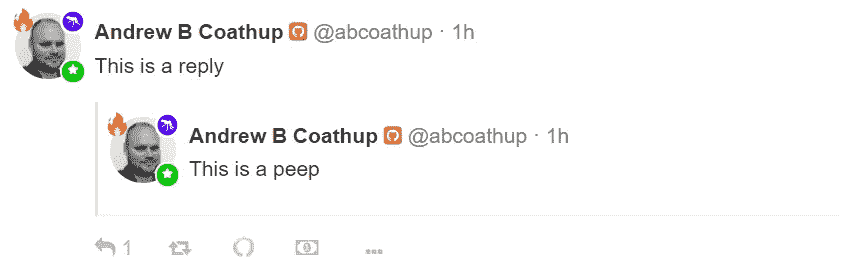 Andrew B Coathup @abcoathup · 1h
This is a reply
Andrew B Coathup @abcoathup · 1h
This is a peep
1